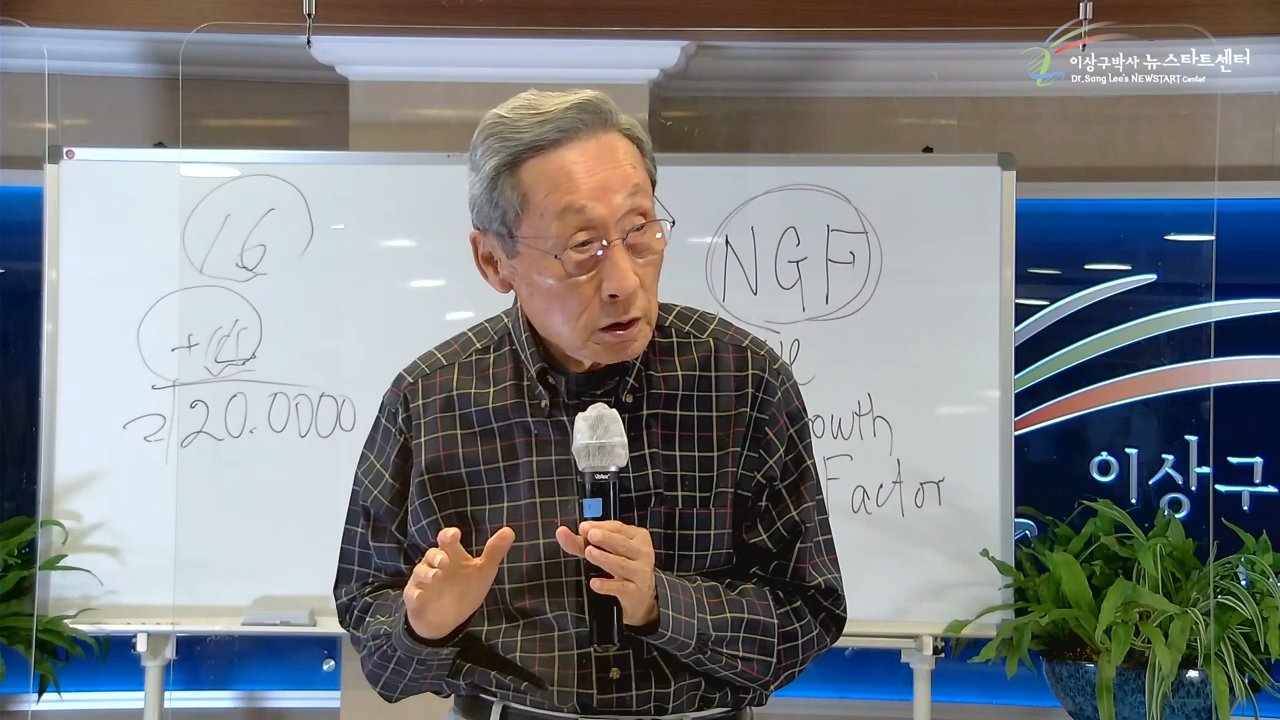 이상구박사 뉴스타트센터
Dr. Sang Lee's NEWSTART Center
16
NGF
20.0000
owth
Factor
이상구